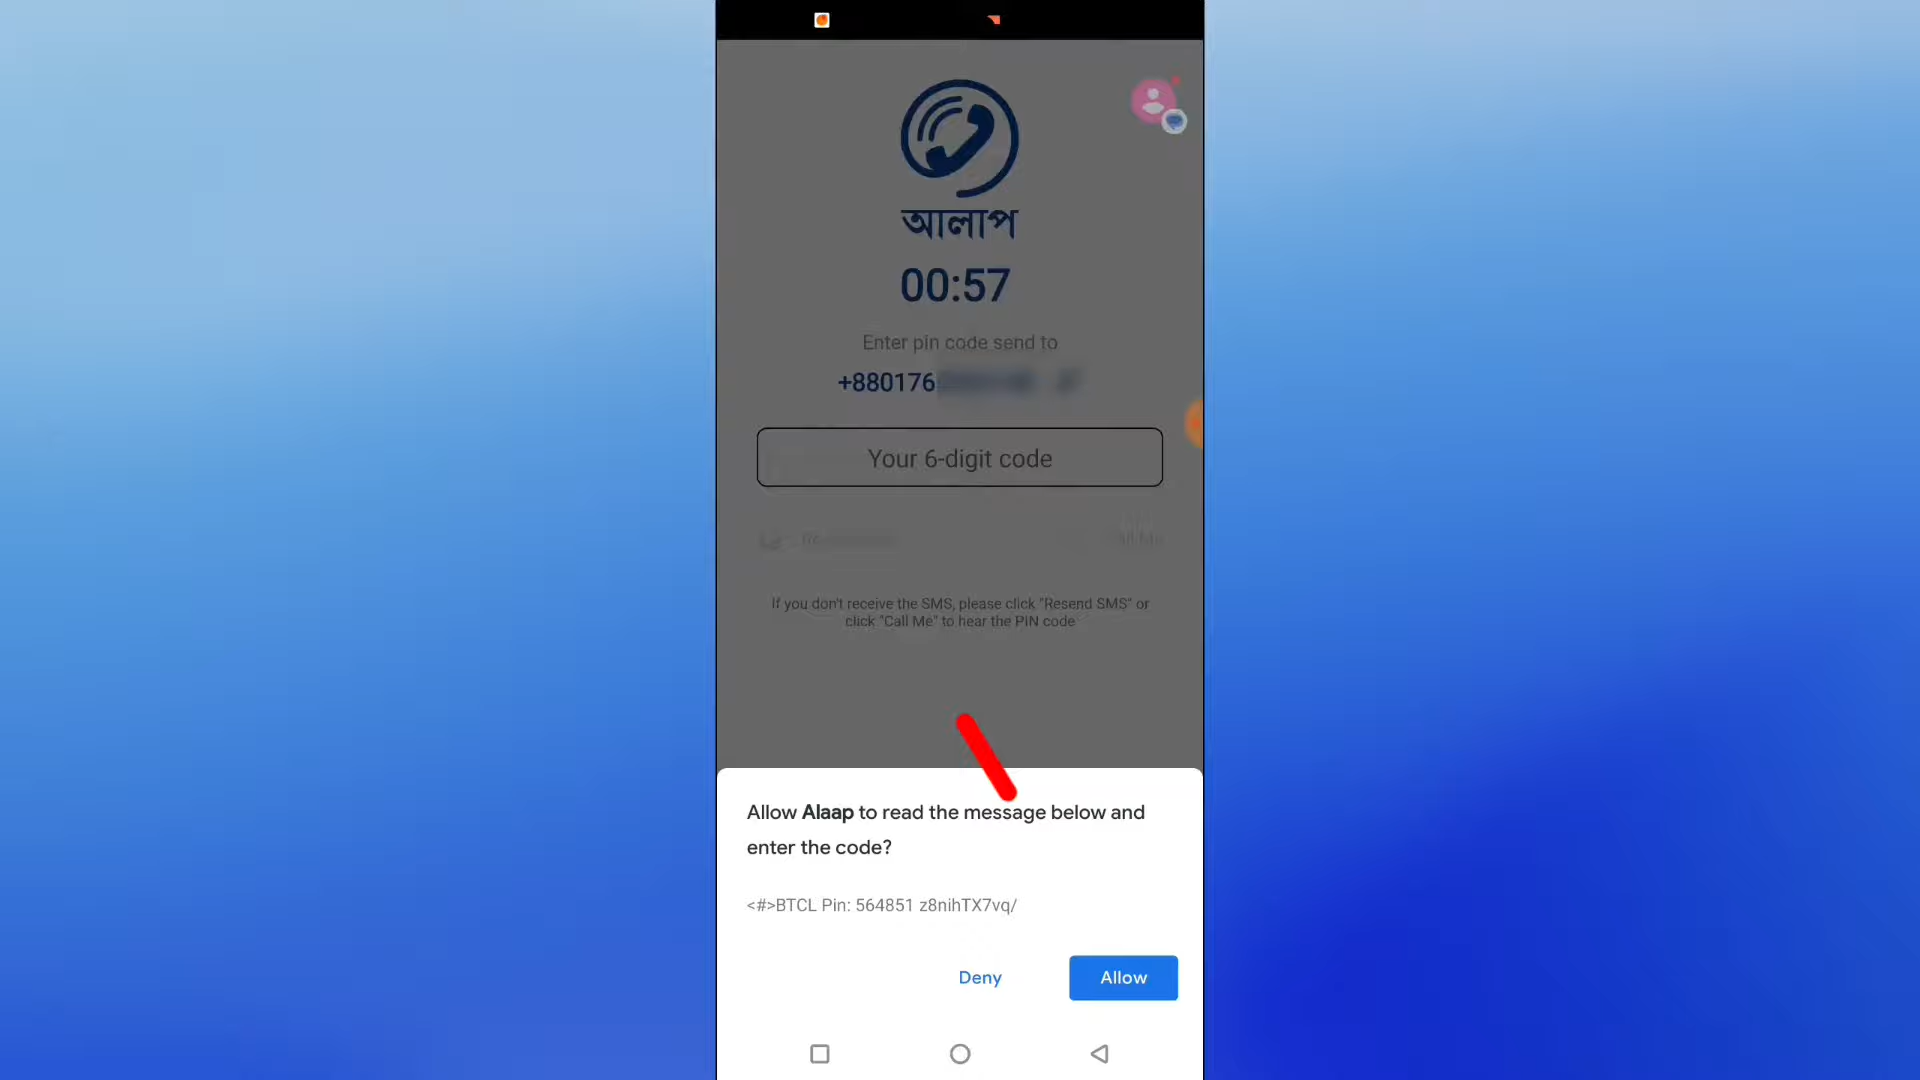 আলাপ
00:57
Enter pin code send to
+880176
Your 6-digit code
If you don't receive the SMS, please click "Resend SMS" or
click "Call Me" to hear the PIN code
Allow Alaap to read the message below and
enter the code?
<#>BTCL Pin: 564851 z8nihTX7vq/
Deny
Allow